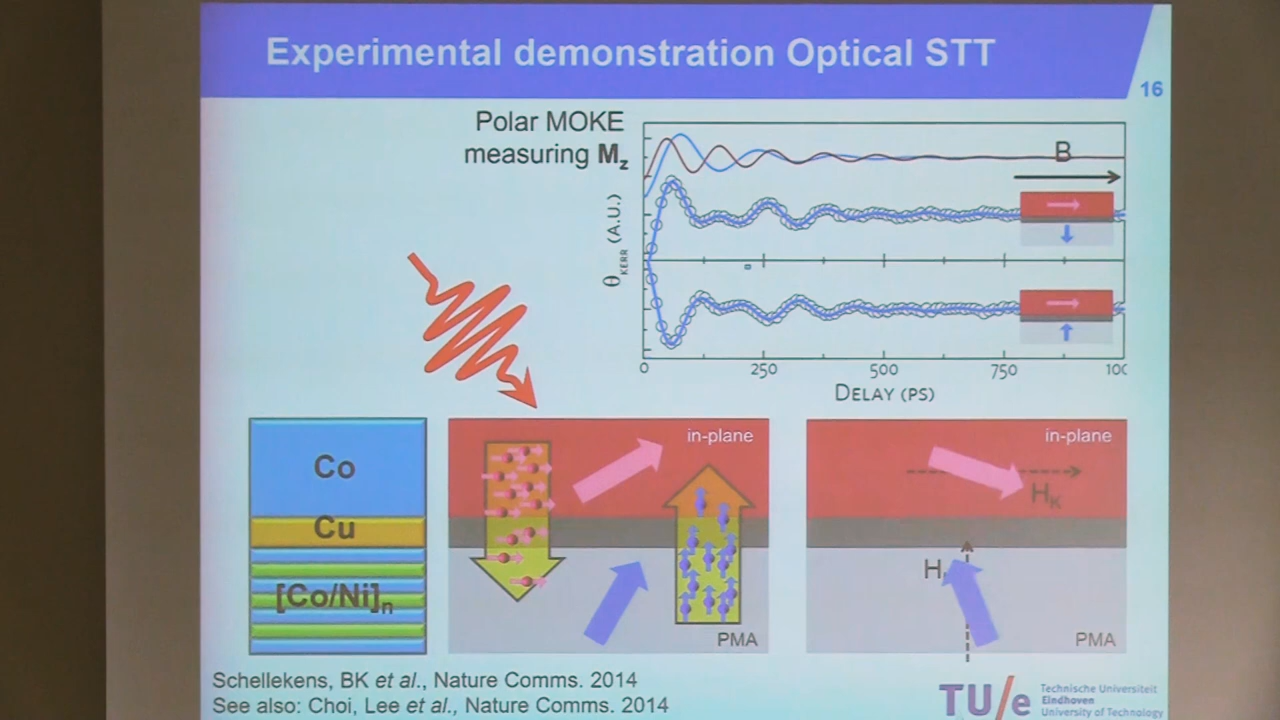 Experimental demonstration Optical STT
16
Polar MOKE
measuring Mz
B
θKERR (A.U.)
0 250 500 750 100
DELAY (PS)
Co
Cu
[Co/Ni]n
in-plane
PMA
in-plane
HK
H
PMA
Schellekens, BK et al., Nature Comms. 2014
See also: Choi, Lee et al., Nature Comms. 2014
TU/e
Technische Universiteit
Eindhoven
University of Technology